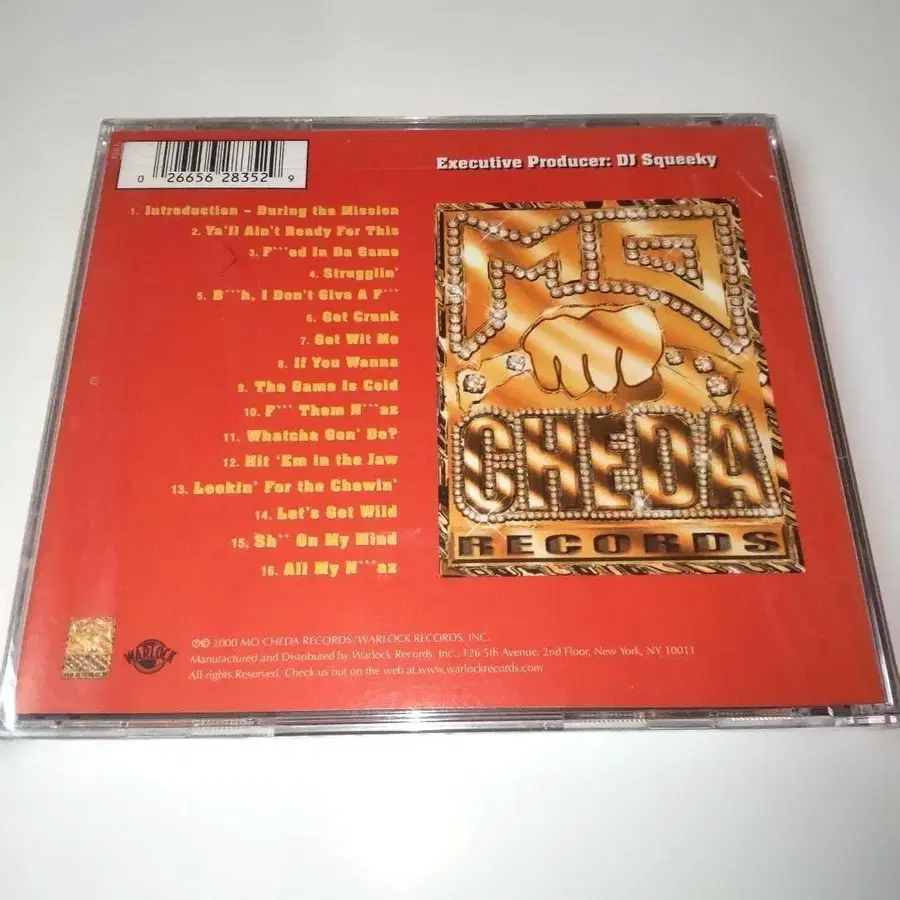 0 26656 28352 9
Executive Producer: DJ Squeeky
1. Introduction - During the Mission
2. Ya'll Ain't Ready For This
3. F***ed In Da Game
4. Strugglin'
5. B***h, I Don't Give A F***
6. Get Crunk
7. Get Wit Me
8. If You Wanna
9. The Game is Cold
10. F*** Them N***az
11. Whatcha Gon' Do?
12. Hit 'Em in the Jaw
13. Lookin' For the Chewin'
14. Let's Get Wild
15. Sh** On My Mind
16. All My N***az
MO
CHEDA
RECORDS
WARLOCK
℗© 2000 MO CHEDA RECORDS/WARLOCK RECORDS, INC.
Manufactured and Distributed by Warlock Records, Inc., 126 5th Avenue, 2nd Floor, New York, NY 10011
All rights Reserved. Check us out on the web at www.warlockrecords.com